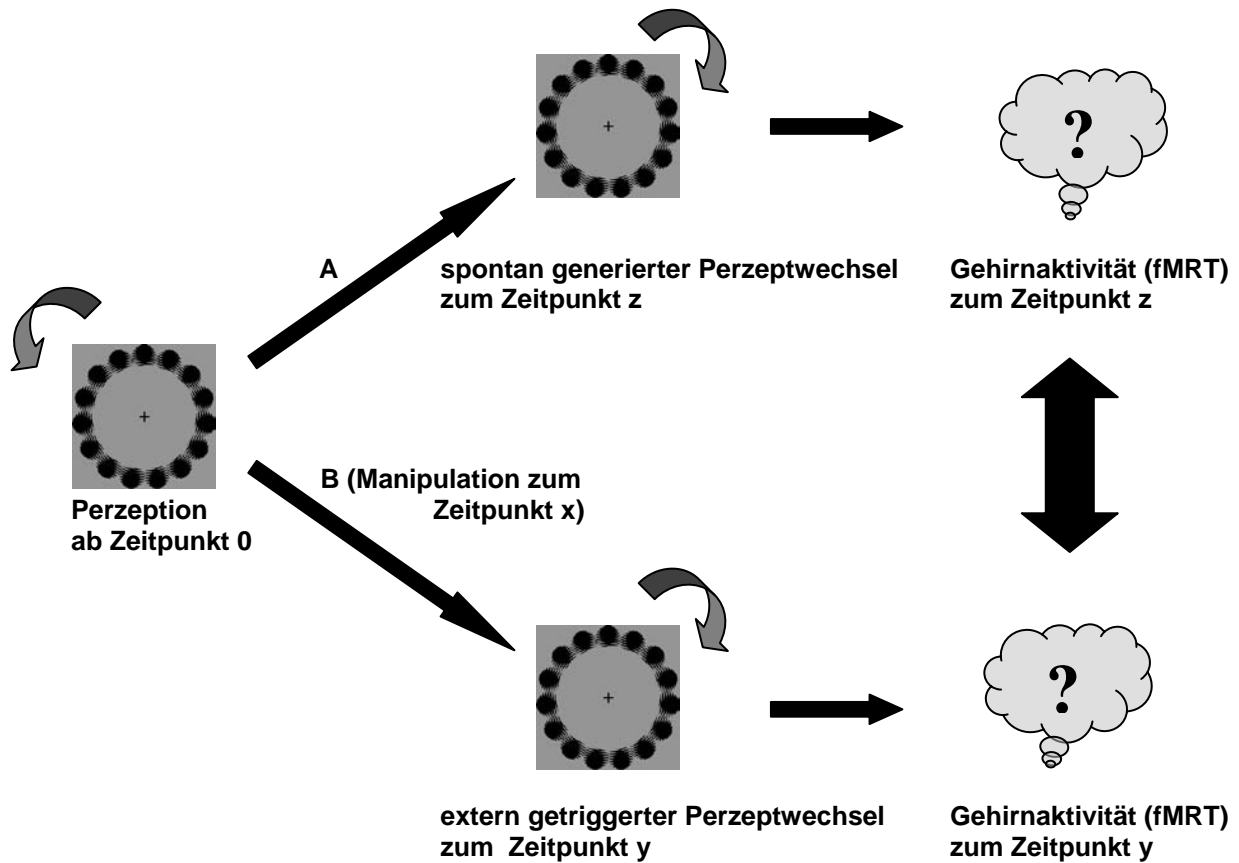 A
spontan generierter Perzeptwechsel
zum Zeitpunkt z
?
Gehirnaktivität (fMRT)
zum Zeitpunkt z
Perzeption
ab Zeitpunkt 0
B (Manipulation zum
Zeitpunkt x)
extern getriggerter Perzeptwechsel
zum Zeitpunkt y
?
Gehirnaktivität (fMRT)
zum Zeitpunkt y